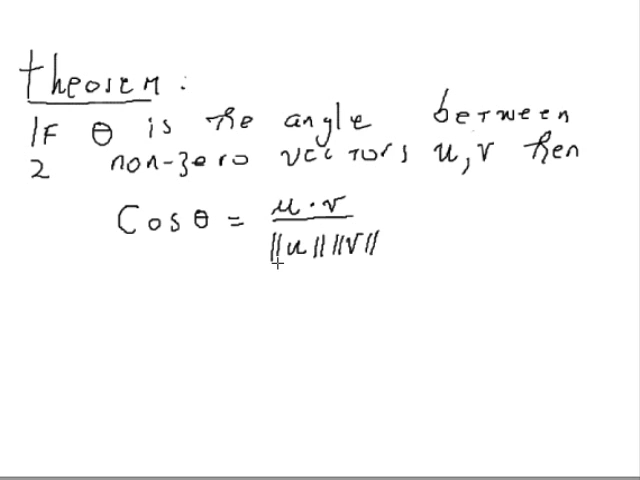 theorem :
IF θ is the angle between
2 non-zero vectors u, v then
Cos θ = u · v / ||u|| ||v||